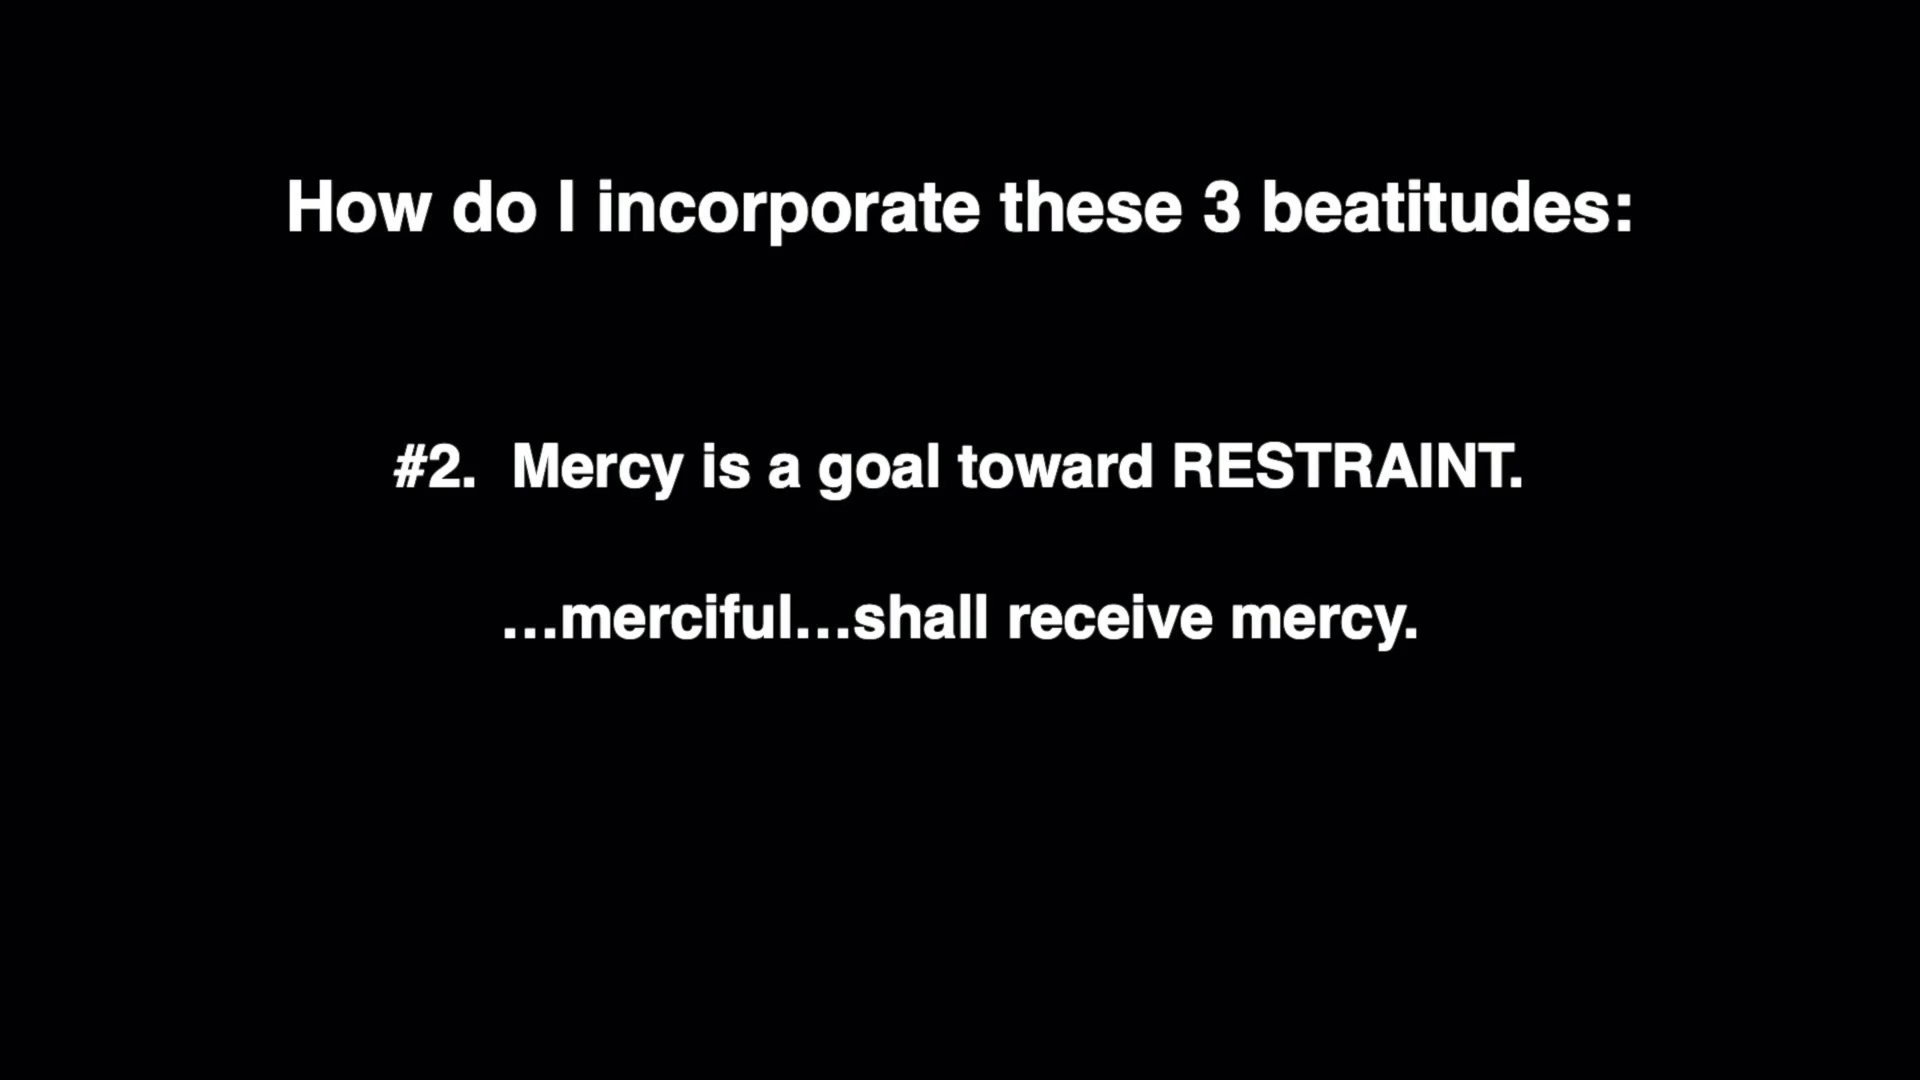 How do I incorporate these 3 beatitudes:
#2.  Mercy is a goal toward RESTRAINT.
…merciful…shall receive mercy.